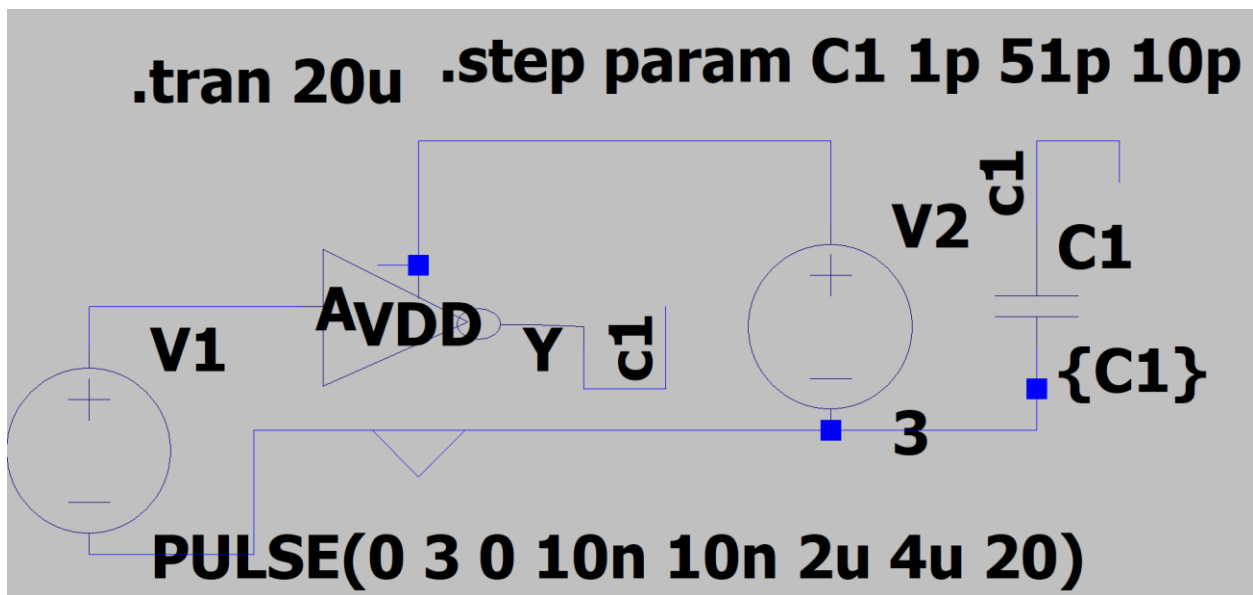 .tran 20u
.step param C1 1p 51p 10p
V1
A
VDD
Y
c1
V2
3
c1
C1
{C1}
PULSE(0 3 0 10n 10n 2u 4u 20)